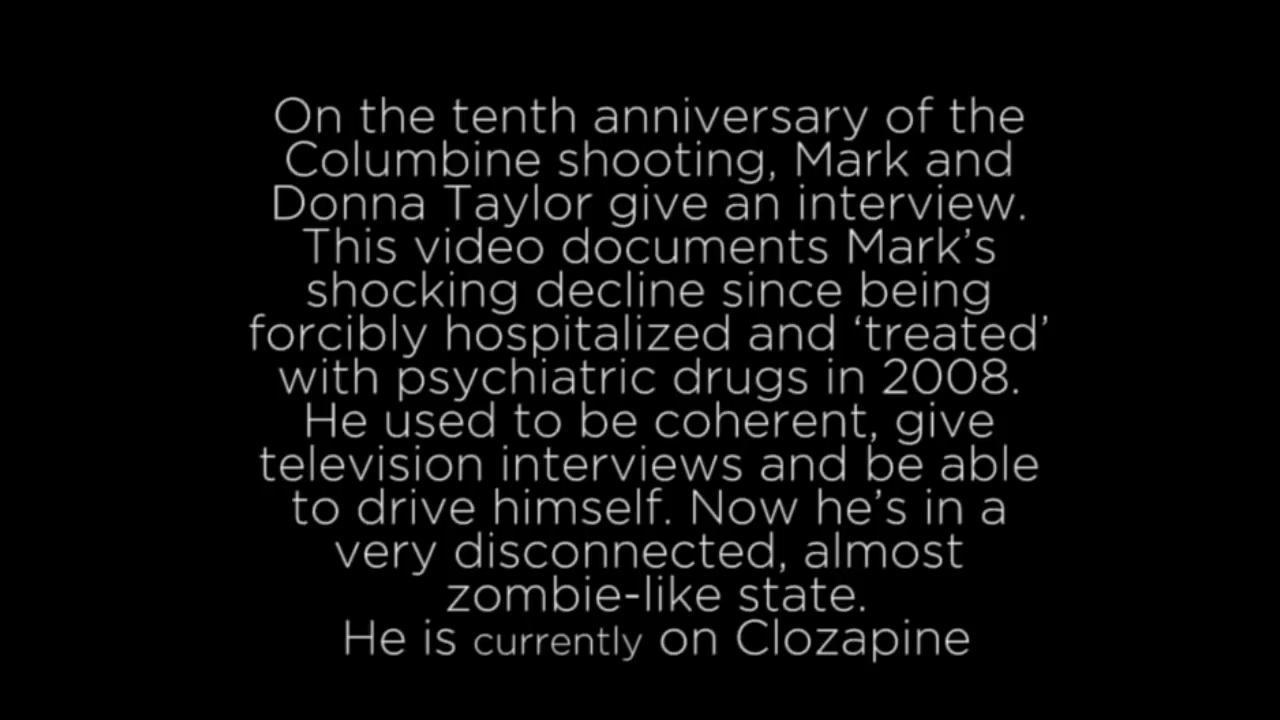 On the tenth anniversary of the
Columbine shooting, Mark and
Donna Taylor give an interview.
This video documents Mark’s
shocking decline since being
forcibly hospitalized and ‘treated’
with psychiatric drugs in 2008.
He used to be coherent, give
television interviews and be able
to drive himself. Now he’s in a
very disconnected, almost
zombie-like state.
He is currently on Clozapine